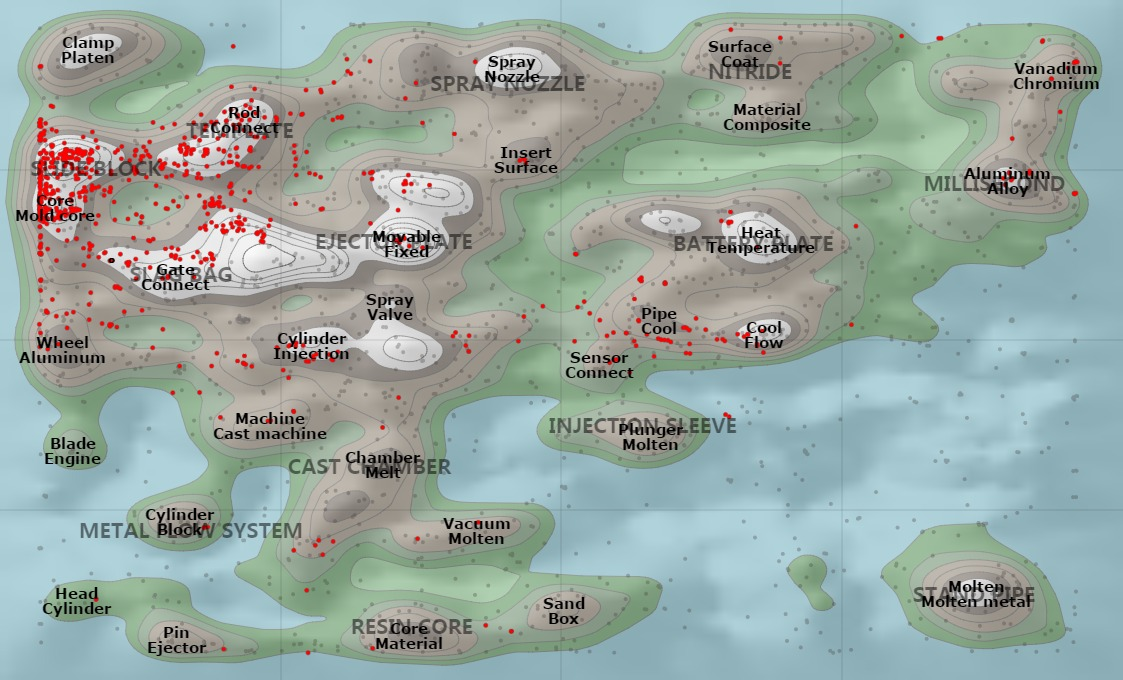 Clamp
Platen
Spray
Nozzle
SPRAY NOZZLE
Surface
Coat
NITRIDE
Material
Composite
Vanadium
Chromium
Rod
Connect
TEMPLATE
Insert
Surface
SLIDE BLOCK
Core
Mold core
Aluminum
Alloy
MILLISECOND
Movable
Fixed
EJECTOR PLATE
Heat
Temperature
BATTERY PLATE
Gate
Connect
SLAG BAG
Spray
Valve
Pipe
Cool
Cool
Flow
Wheel
Aluminum
Cylinder
Injection
Sensor
Connect
Machine
Cast machine
INJECTION SLEEVE
Plunger
Molten
Blade
Engine
Chamber
Melt
CAST CHAMBER
Cylinder
Block
METAL FLOW SYSTEM
Vacuum
Molten
Head
Cylinder
Molten
Molten metal
STAND PIPE
Sand
Box
Pin
Ejector
RESIN CORE
Core
Material